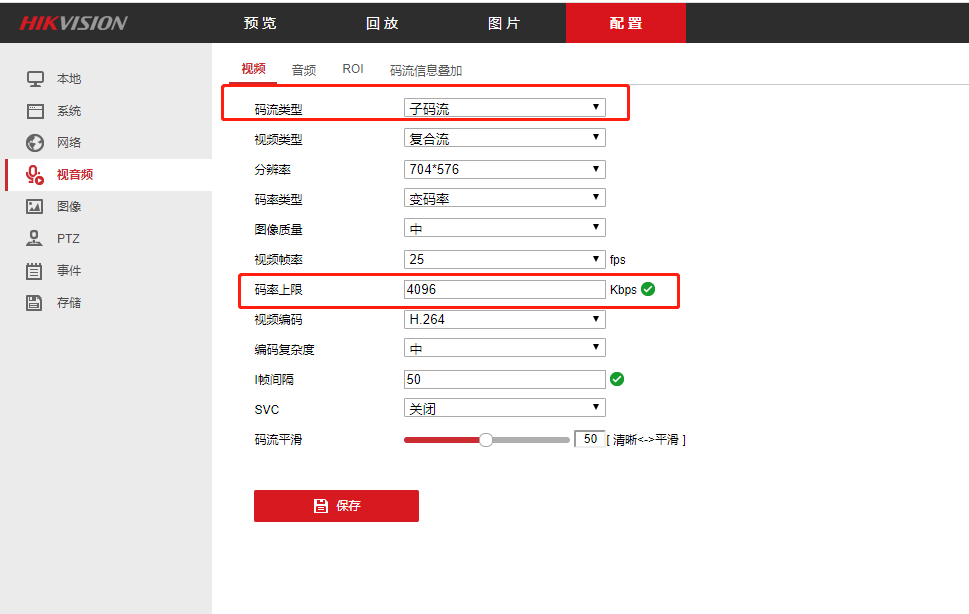 HIKVISION 预览 回放 图片 配置
本地
系统
网络
视音频
图像
PTZ
事件
存储
视频 音频 ROI 码流信息叠加
码流类型 子码流
视频类型 复合流
分辨率 704*576
码率类型 变码率
图像质量 中
视频帧率 25 fps
码率上限 4096 Kbps
视频编码 H.264
编码复杂度 中
I帧间隔 50
SVC 关闭
码流平滑 50 [ 清晰<->平滑 ]
保存